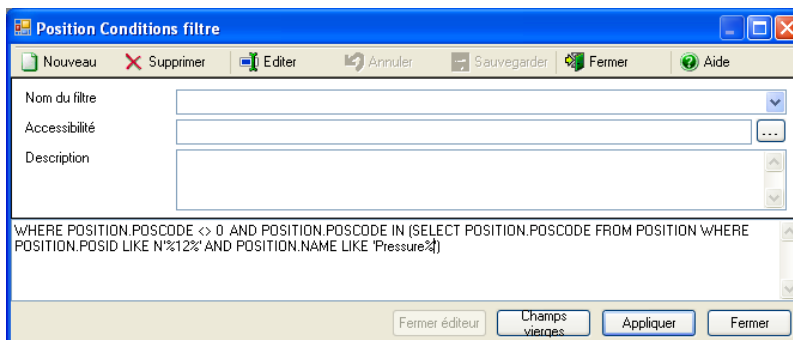 Position Conditions filtre
Nouveau Supprimer Editer Annuler Sauvegarder Fermer Aide
Nom du filtre
Accessibilité
...
Description
WHERE POSITION.POSCODE <> 0 AND POSITION.POSCODE IN (SELECT POSITION.POSCODE FROM POSITION WHERE
POSITION.POSID LIKE N'%12%' AND POSITION.NAME LIKE 'Pressure%')
Fermer éditeur Champs vierges Appliquer Fermer